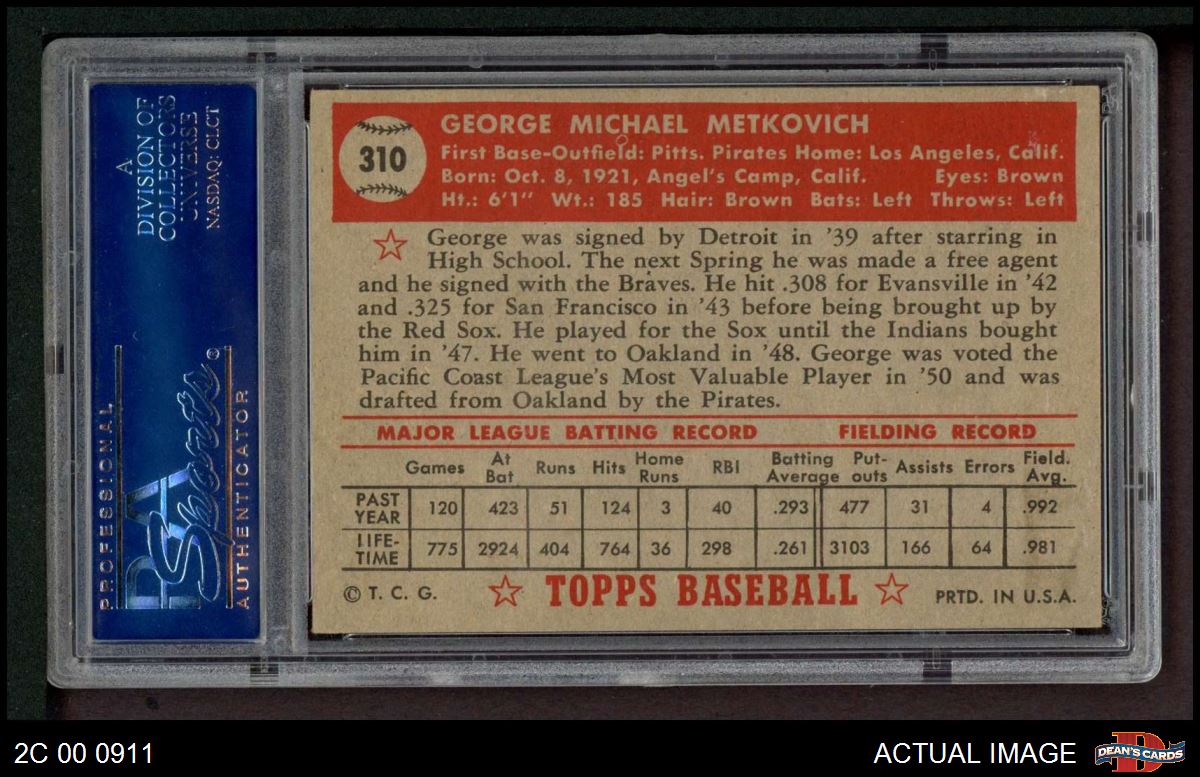 A
DIVISION OF
COLLECTORS
UNIVERSE
NASDAQ: CLCT
PROFESSIONAL
PSA
Sports®
AUTHENTICATOR
310
GEORGE MICHAEL METKOVICH
First Base-Outfield: Pitts. Pirates Home: Los Angeles, Calif.
Born: Oct. 8, 1921, Angel's Camp, Calif. Eyes: Brown
Ht.: 6'1" Wt.: 185 Hair: Brown Bats: Left Throws: Left
George was signed by Detroit in '39 after starring in
High School. The next Spring he was made a free agent
and he signed with the Braves. He hit .308 for Evansville in '42
and .325 for San Francisco in '43 before being brought up by
the Red Sox. He played for the Sox until the Indians bought
him in '47. He went to Oakland in '48. George was voted the
Pacific Coast League's Most Valuable Player in '50 and was
drafted from Oakland by the Pirates.
MAJOR LEAGUE BATTING RECORD FIELDING RECORD
Games At Bat Runs Hits Home Runs RBI Batting Average Put-outs Assists Errors Field. Avg.
PAST YEAR 120 423 51 124 3 40 .293 477 31 4 .992
LIFE-TIME 775 2924 404 764 36 298 .261 3103 166 64 .981
© T. C. G. TOPPS BASEBALL PRTD. IN U.S.A.
2C 00 0911 ACTUAL IMAGE DEAN'S CARDS